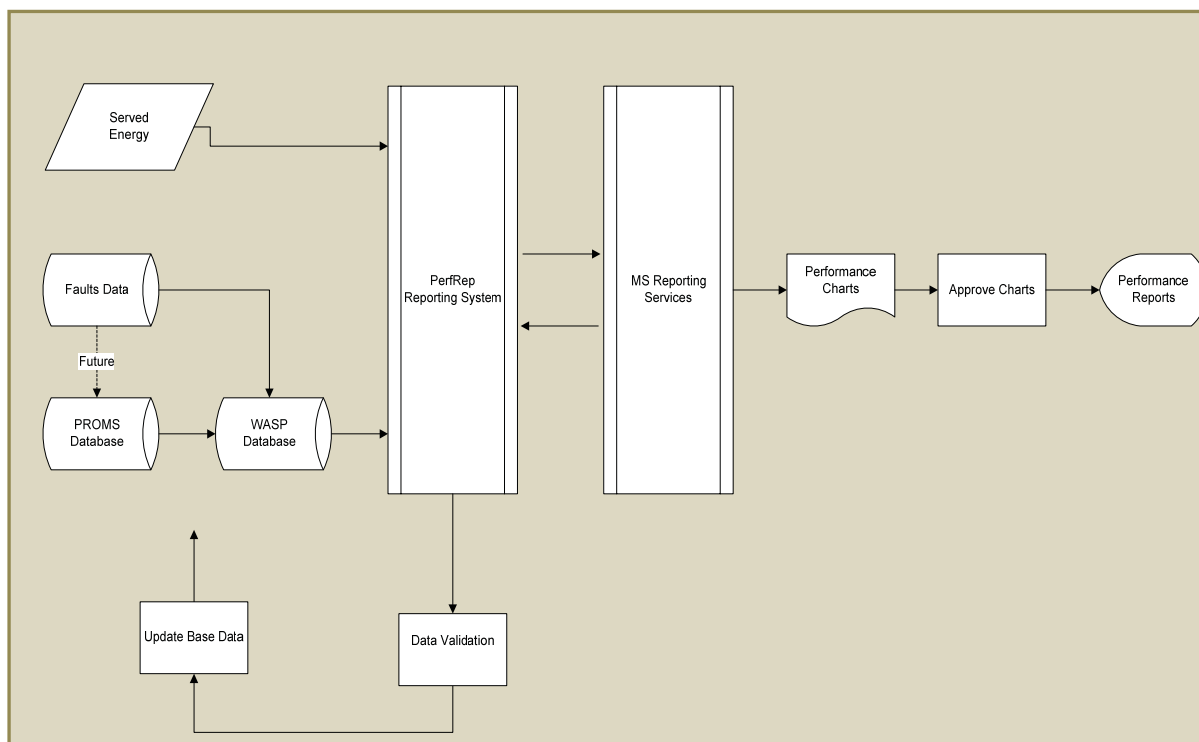 Served
Energy
Faults Data
Future
PROMS
Database
WASP
Database
PerfRep
Reporting System
MS Reporting
Services
Performance
Charts
Approve Charts
Performance
Reports
Update Base Data
Data Validation